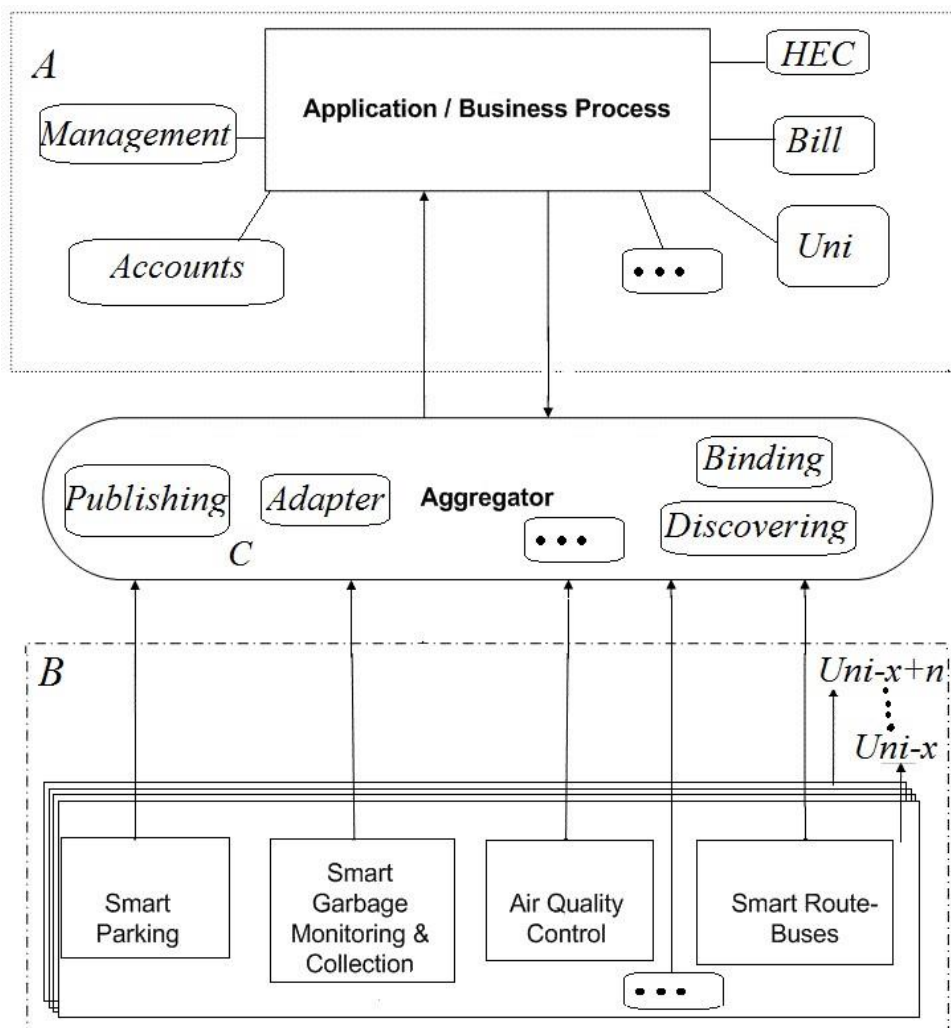 A
HEC
Application / Business Process
Management
Bill
Accounts
Uni
• • •
Binding
Publishing
Adapter
Aggregator
Discovering
• • •
C
B
Uni-x+n
Uni-x
Smart
Parking
Smart
Garbage
Monitoring &
Collection
Air Quality
Control
Smart Route-
Buses
• • •